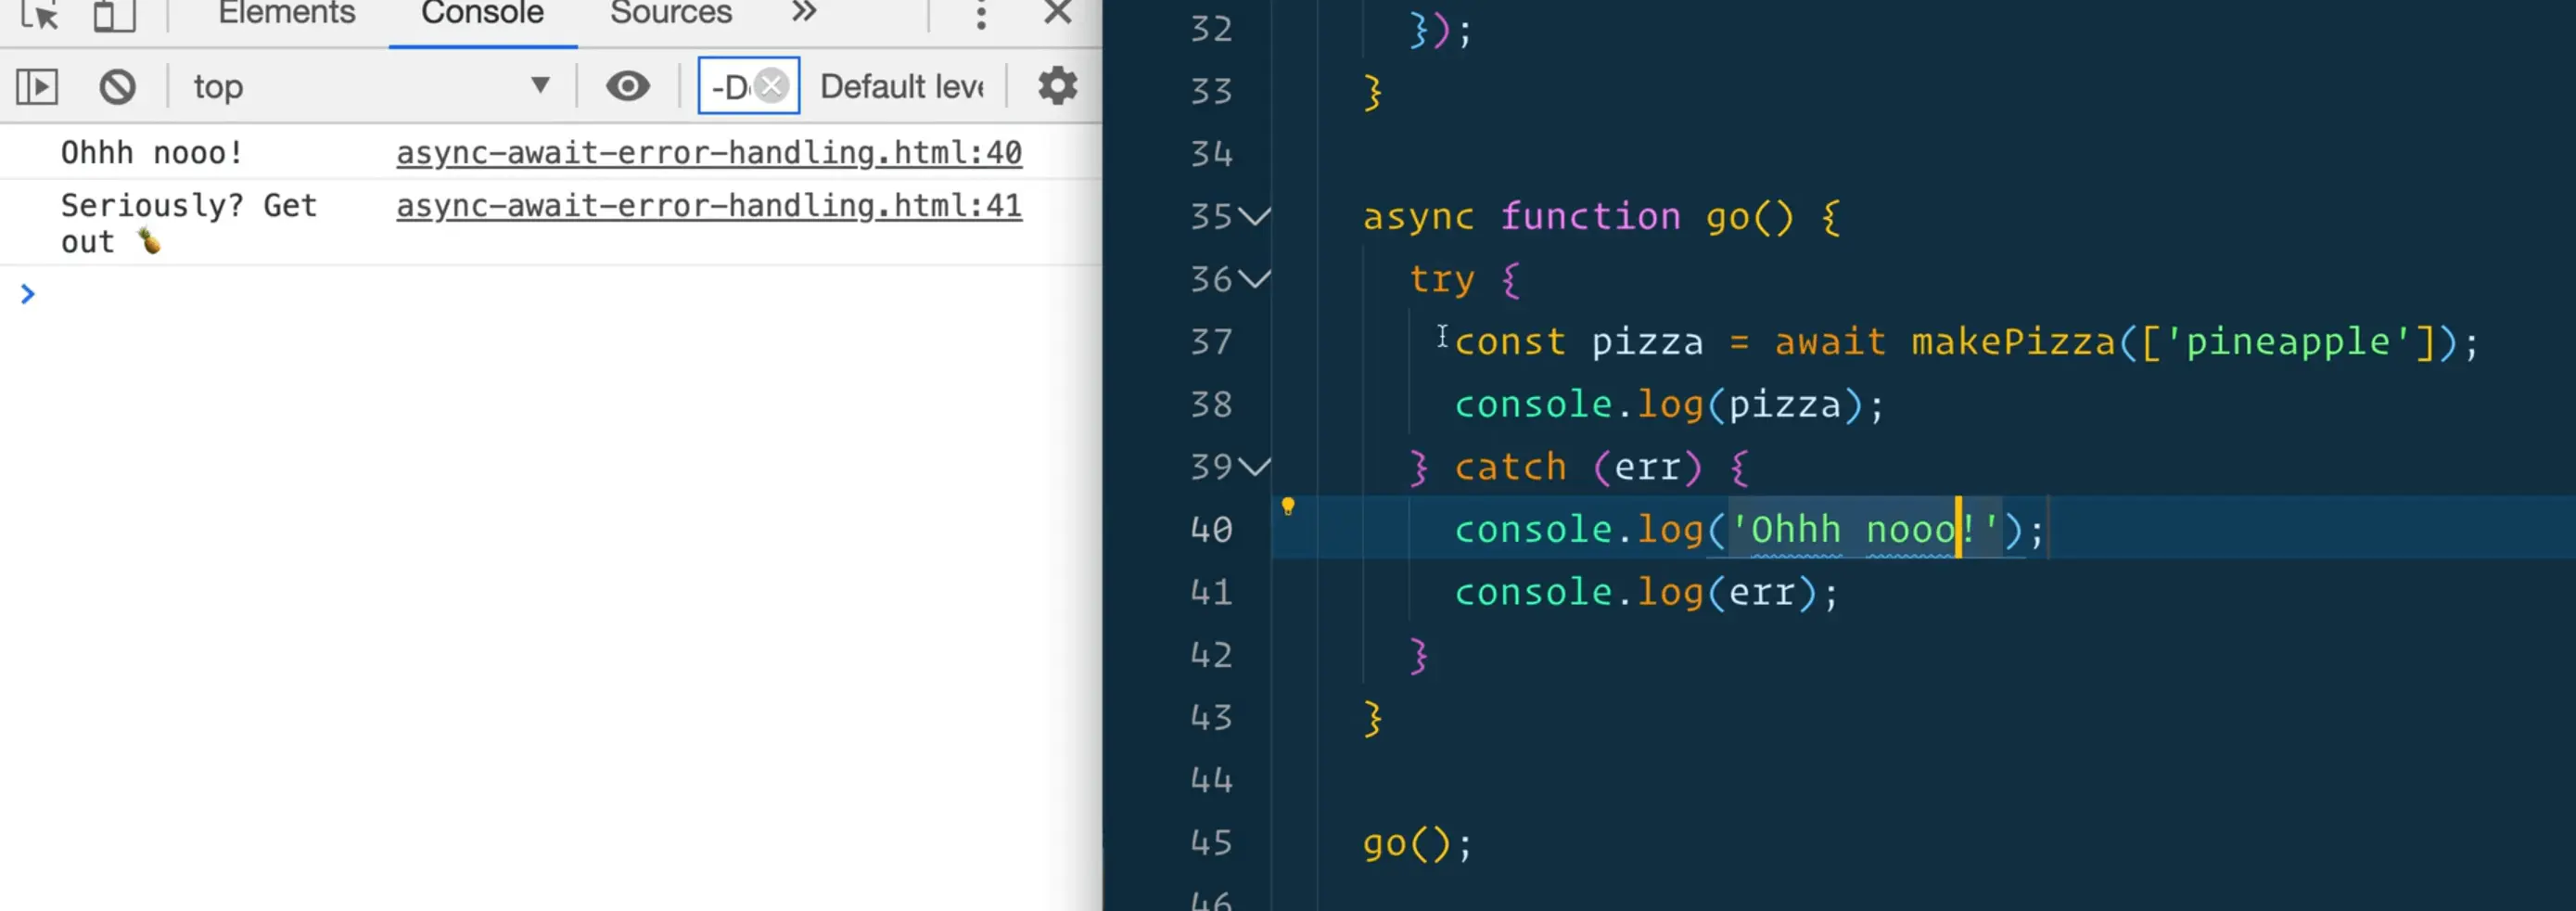 Elements Console Sources »
top -D Default lev
Ohhh nooo! async-await-error-handling.html:40
Seriously? Get async-await-error-handling.html:41
out 🍍
>
32 });
33 }
34
35 async function go() {
36 try {
37 const pizza = await makePizza(['pineapple']);
38 console.log(pizza);
39 } catch (err) {
40 console.log('Ohhh nooo!');
41 console.log(err);
42 }
43 }
44
45 go();
46